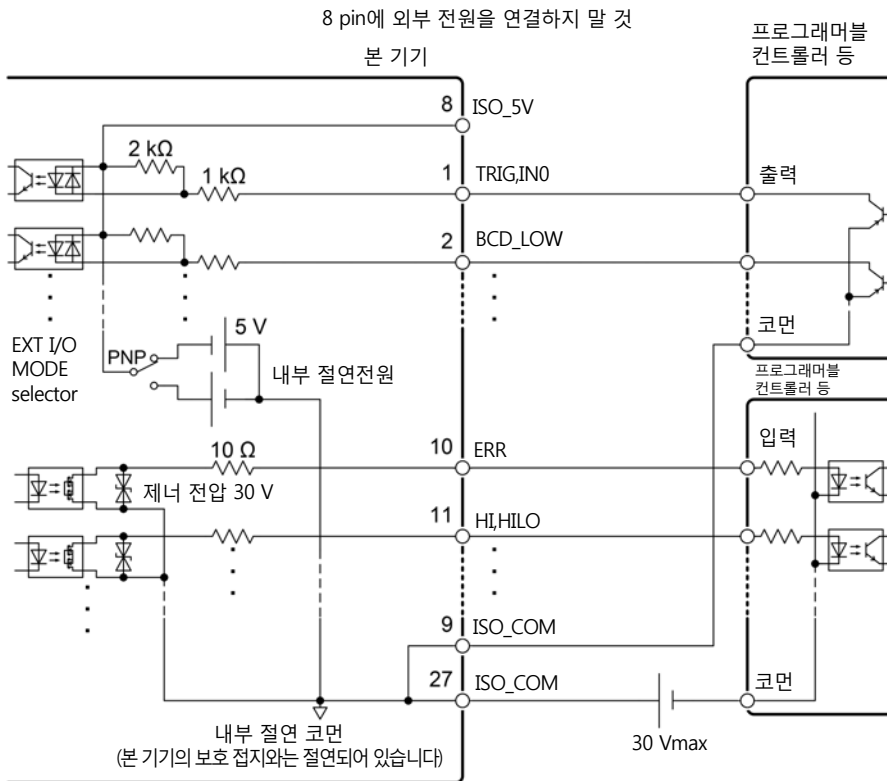 8 pin에 외부 전원을 연결하지 말 것
본 기기
프로그래머블
컨트롤러 등
8 ISO_5V
2 kΩ
1 kΩ
1 TRIG,IN0
출력
2 BCD_LOW
코먼
EXT I/O
MODE
selector
PNP
5 V
내부 절연전원
프로그래머블
컨트롤러 등
10 Ω
10 ERR
입력
제너 전압 30 V
11 HI,HILO
9 ISO_COM
27 ISO_COM
코먼
30 Vmax
내부 절연 코먼
(본 기기의 보호 접지와는 절연되어 있습니다)